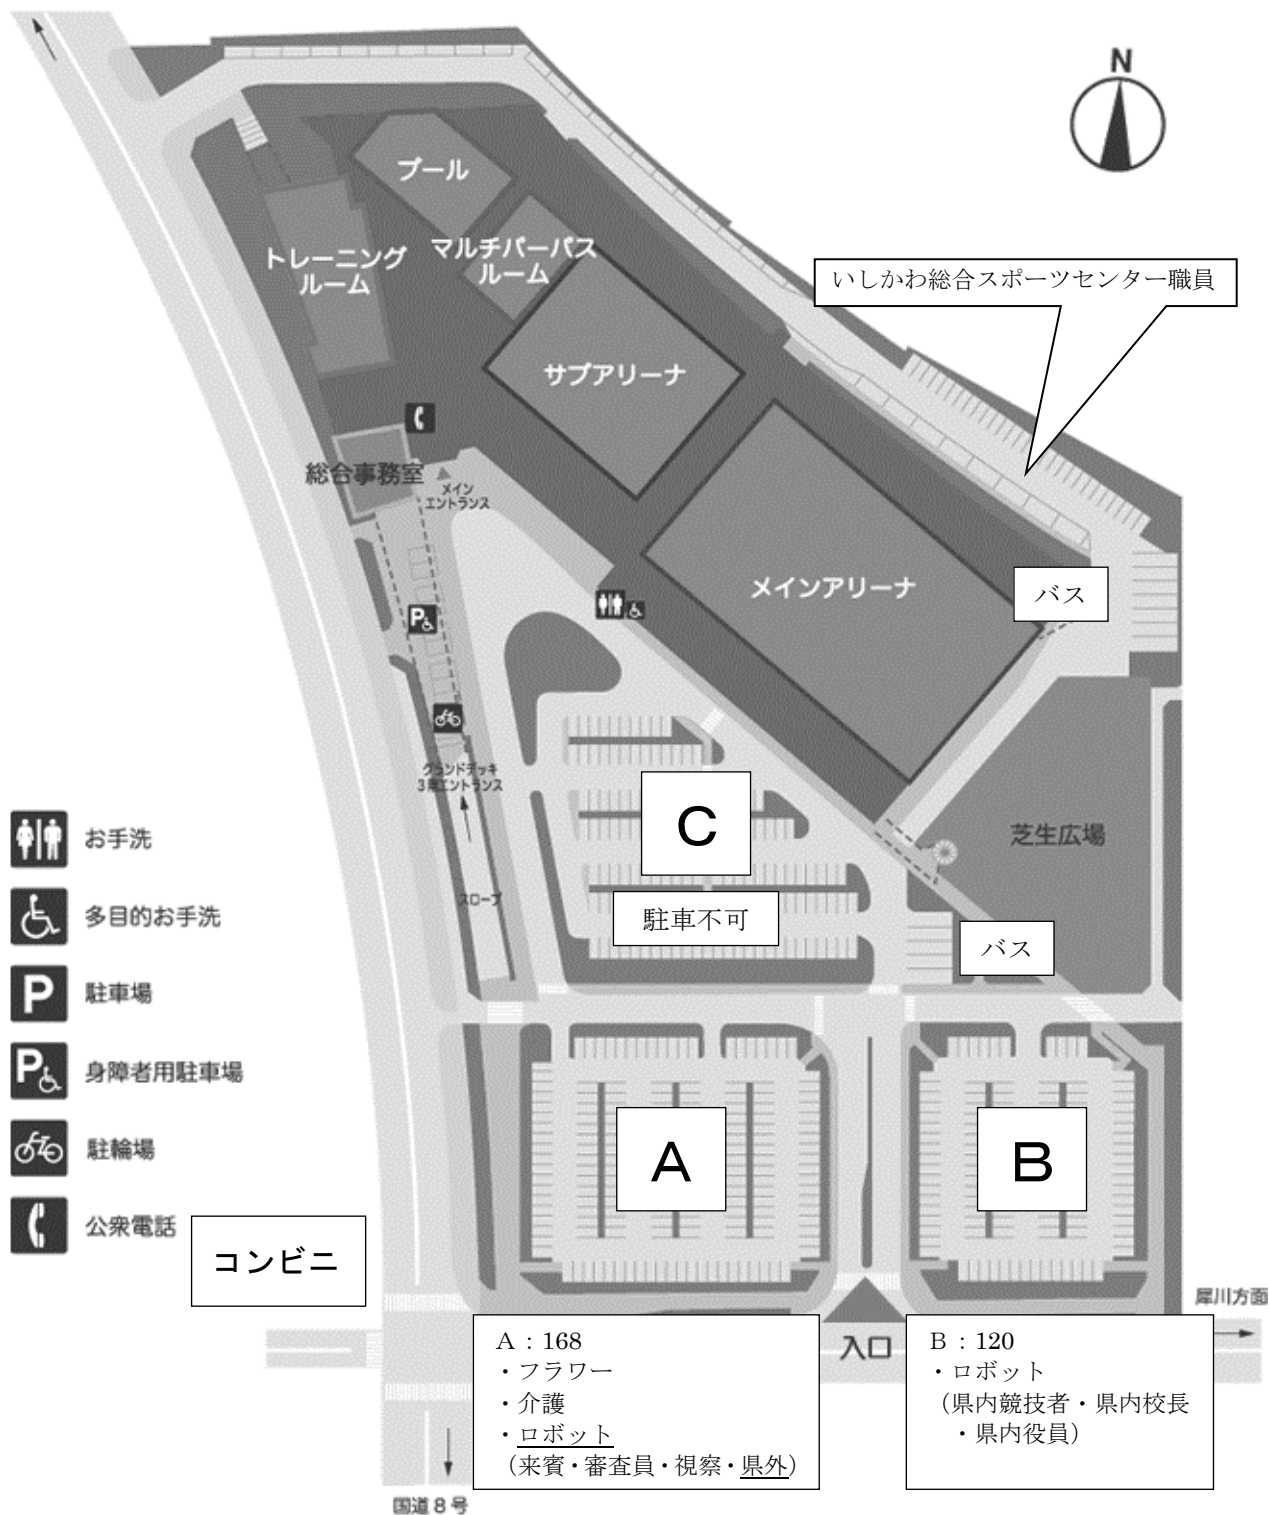 N
プール
マルチパーパス
ルーム
トレーニング
ルーム
いしかわ総合スポーツセンター職員
サブアリーナ
総合事務室
メイン
エントランス
メインアリーナ
バス
P
グランドデッキ
3階エントランス
C
駐車不可
芝生広場
スロープ
バス
お手洗
多目的お手洗
P
駐車場
P
身障者用駐車場
駐輪場
公衆電話
コンビニ
A
B
犀川方面
入口
A：168
・フラワー
・介護
・ロボット
（来賓・審査員・視察・県外）
B：120
・ロボット
（県内競技者・県内校長
・県内役員）
国道8号